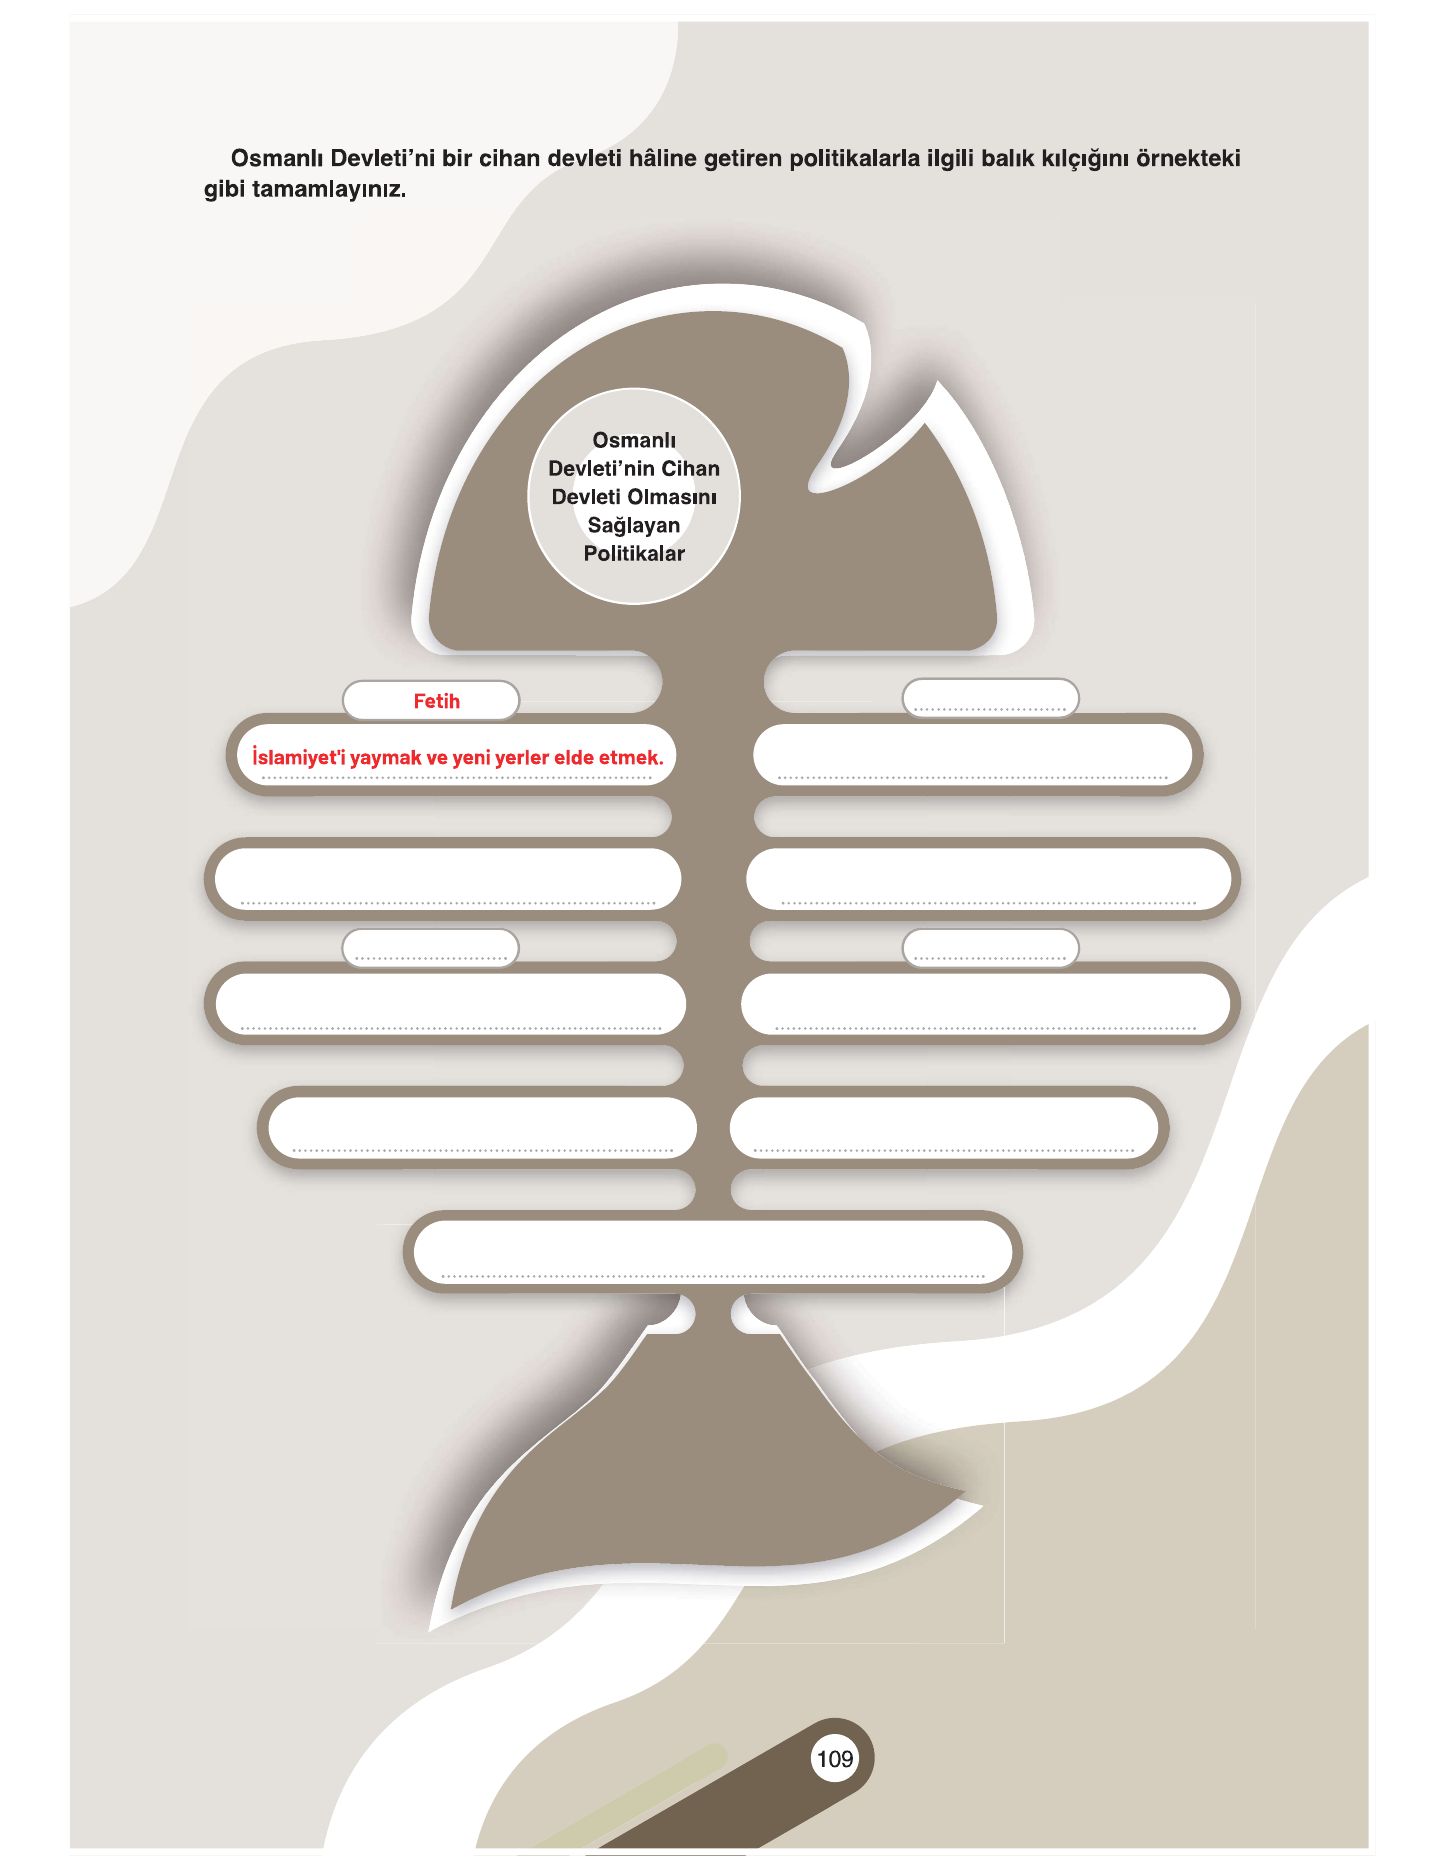 Osmanlı Devleti’ni bir cihan devleti hâline getiren politikalarla ilgili balık kılçığını örnekteki
gibi tamamlayınız.
Osmanlı
Devleti’nin Cihan
Devleti Olmasını
Sağlayan
Politikalar
Fetih
İslamiyet'i yaymak ve yeni yerler elde etmek.
109